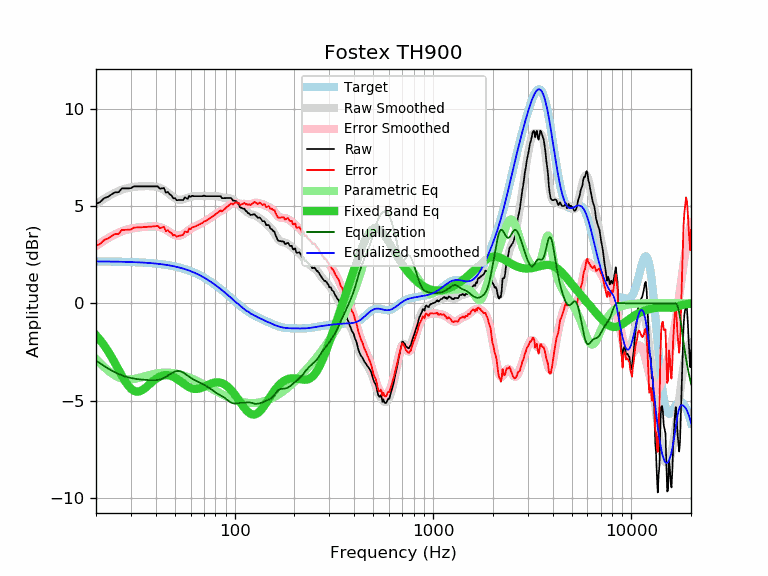 Fostex TH900
Amplitude (dBr)
10
5
0
−5
−10
Target
Raw Smoothed
Error Smoothed
Raw
Error
Parametric Eq
Fixed Band Eq
Equalization
Equalized smoothed
100
1000
10000
Frequency (Hz)